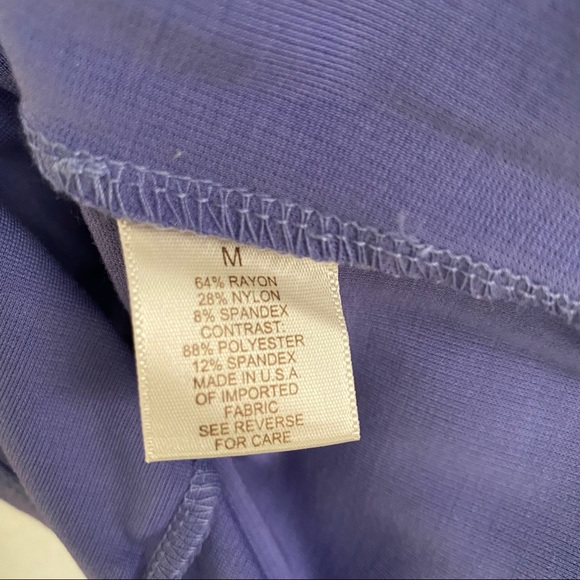 M
64% RAYON
28% NYLON
8% SPANDEX
CONTRAST:
88% POLYESTER
12% SPANDEX
MADE IN U.S.A
OF IMPORTED
FABRIC
SEE REVERSE
FOR CARE